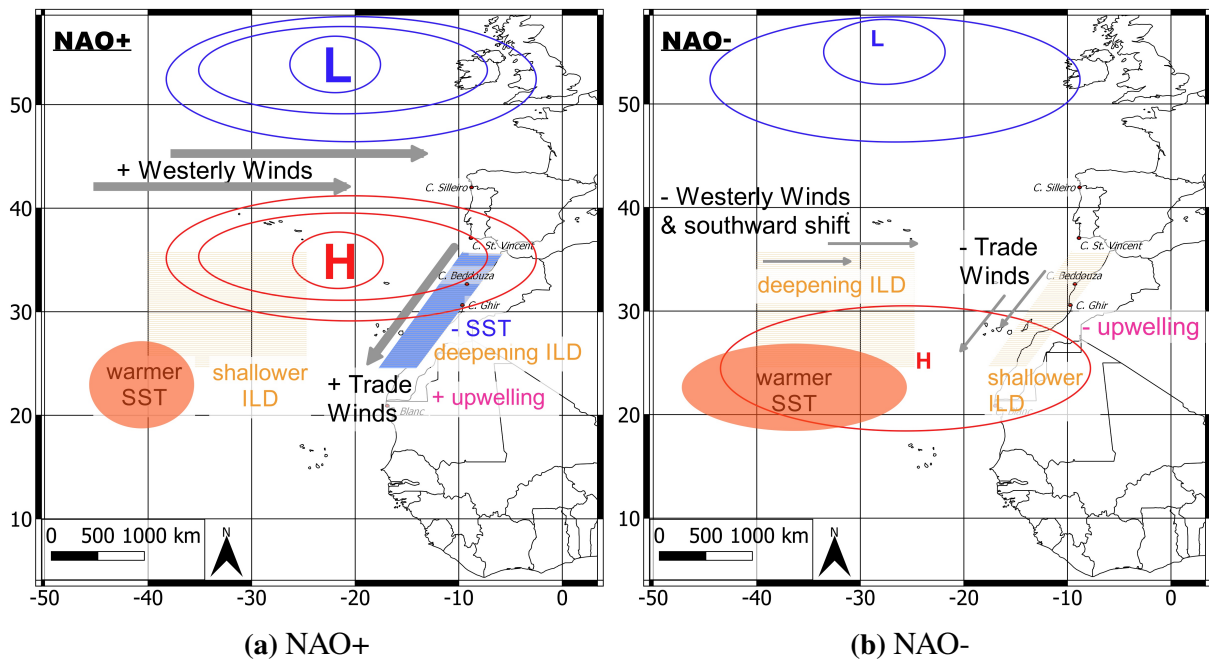 NAO+
L
50
+ Westerly Winds
C. Silleiro
40
H
C. St. Vincent
C. Beddouza
30
C. Ghir
- SST
deepening ILD
warmer
SST
shallower
ILD
+ Trade
Winds
+ upwelling
Blanc
20
10
0 500 1000 km
N
-50 -40 -30 -20 -10 0
(a) NAO+
NAO-
L
50
C. Silleiro
- Westerly Winds
& southward shift
40
C. St. Vincent
- Trade
Winds
C. Beddouza
deepening ILD
30
C. Ghir
- upwelling
H
warmer
SST
shallower
ILD
Blanc
20
10
0 500 1000 km
N
-50 -40 -30 -20 -10 0
(b) NAO-